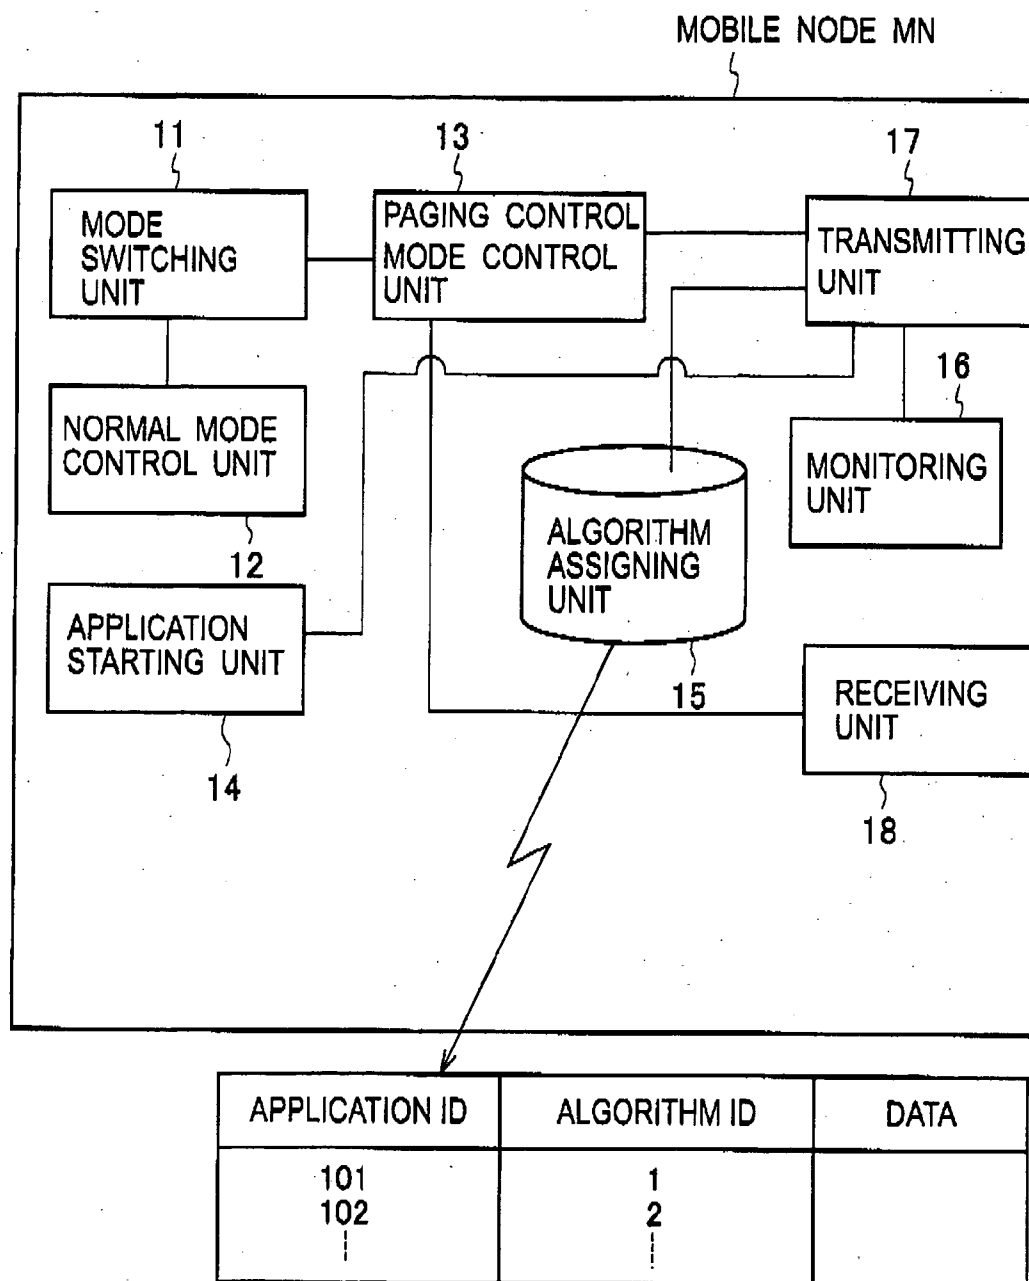 MOBILE NODE MN
11
13
17
MODE
SWITCHING
UNIT
PAGING CONTROL
MODE CONTROL
UNIT
TRANSMITTING
UNIT
16
NORMAL MODE
CONTROL UNIT
MONITORING
UNIT
12
ALGORITHM
ASSIGNING
UNIT
APPLICATION
STARTING UNIT
15
RECEIVING
UNIT
14
18
APPLICATION ID ALGORITHM ID DATA
101 1
102 2